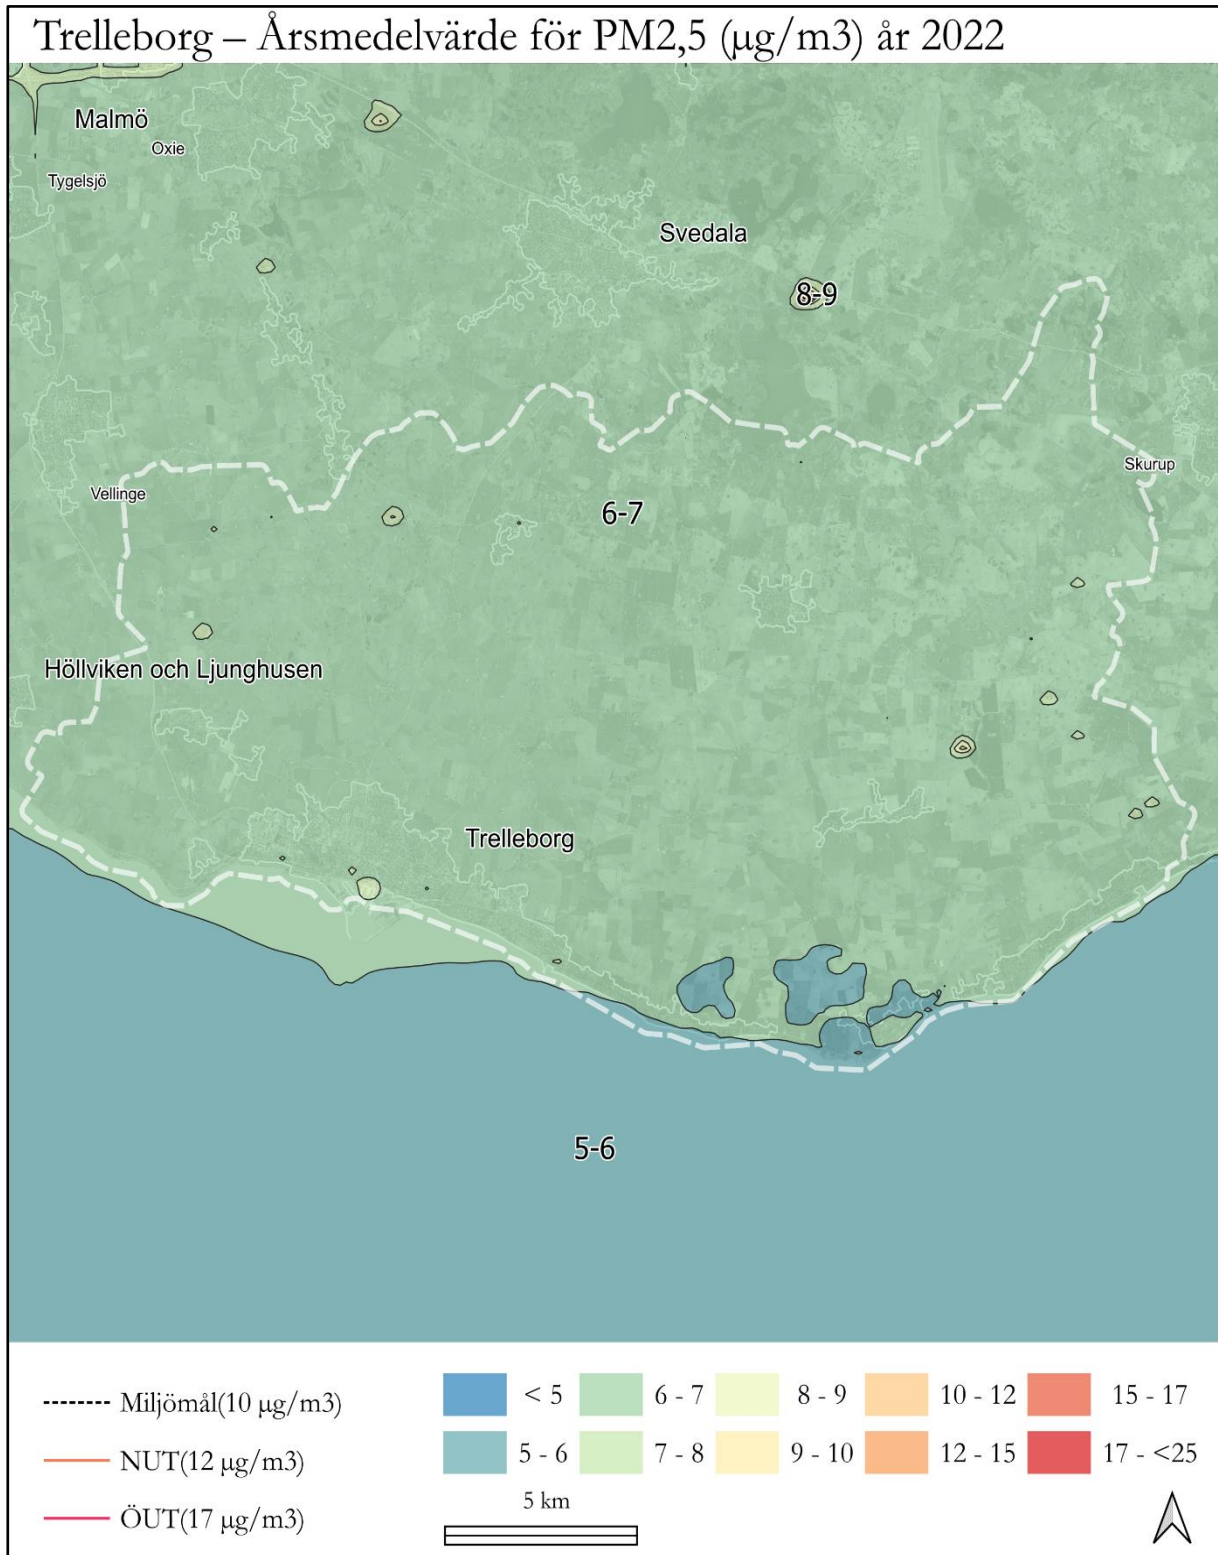 Trelleborg – Årsmedelvärde för PM2,5 (µg/m3) år 2022
Malmö
Oxie
Tygelsjö
Svedala
8-9
Skurup
Vellinge
6-7
Höllviken och Ljunghusen
Trelleborg
5-6
Miljömål(10 µg/m3)
NUT(12 µg/m3)
ÖUT(17 µg/m3)
< 5 6 - 7 8 - 9 10 - 12 15 - 17
5 - 6 7 - 8 9 - 10 12 - 15 17 - <25
5 km